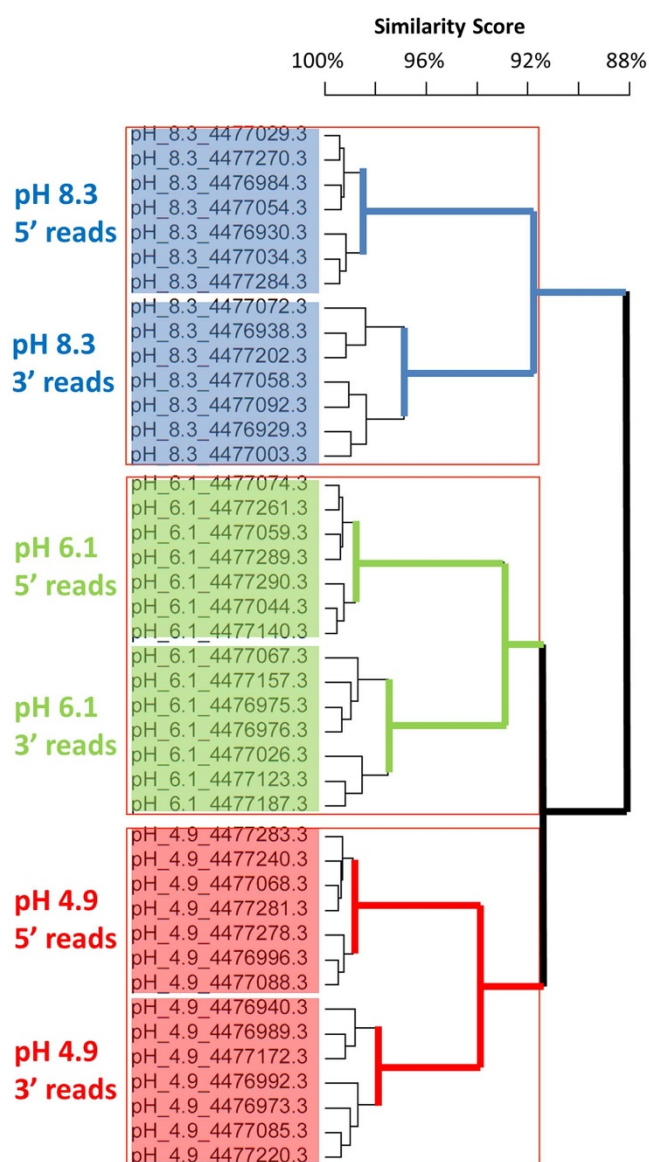 Similarity Score
100% 96% 92% 88%
pH 8.3
5’ reads
pH_8.3_4477029.3
pH_8.3_4477270.3
pH_8.3_4476984.3
pH_8.3_4477054.3
pH_8.3_4476930.3
pH_8.3_4477034.3
pH_8.3_4477284.3
pH 8.3
3’ reads
pH_8.3_4477072.3
pH_8.3_4476938.3
pH_8.3_4477202.3
pH_8.3_4477058.3
pH_8.3_4477092.3
pH_8.3_4476929.3
pH_8.3_4477003.3
pH 6.1
5’ reads
pH_6.1_4477074.3
pH_6.1_4477261.3
pH_6.1_4477059.3
pH_6.1_4477289.3
pH_6.1_4477290.3
pH_6.1_4477044.3
pH_6.1_4477140.3
pH 6.1
3’ reads
pH_6.1_4477067.3
pH_6.1_4477157.3
pH_6.1_4476975.3
pH_6.1_4476976.3
pH_6.1_4477026.3
pH_6.1_4477123.3
pH_6.1_4477187.3
pH 4.9
5’ reads
pH_4.9_4477283.3
pH_4.9_4477240.3
pH_4.9_4477068.3
pH_4.9_4477281.3
pH_4.9_4477278.3
pH_4.9_4476996.3
pH_4.9_4477088.3
pH 4.9
3’ reads
pH_4.9_4476940.3
pH_4.9_4476989.3
pH_4.9_4477172.3
pH_4.9_4476992.3
pH_4.9_4476973.3
pH_4.9_4477085.3
pH_4.9_4477220.3